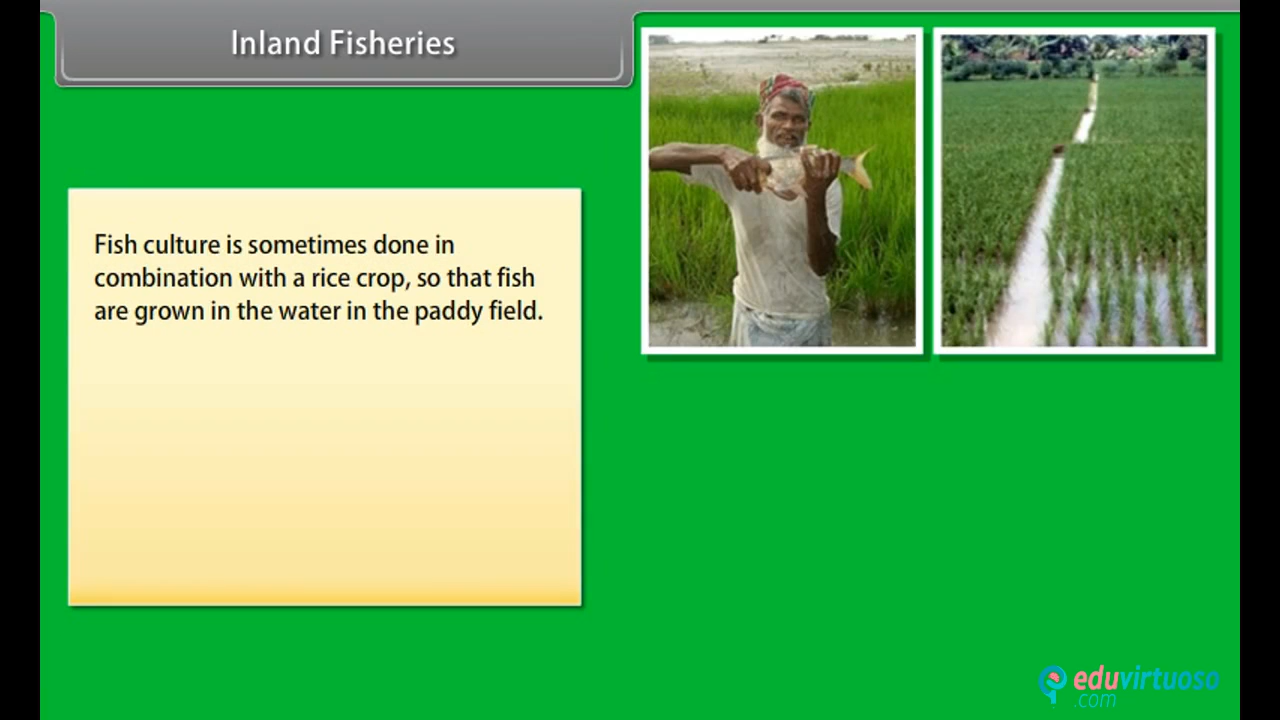 Inland Fisheries
Fish culture is sometimes done in
combination with a rice crop, so that fish
are grown in the water in the paddy field.
eduvirtuoso
.com